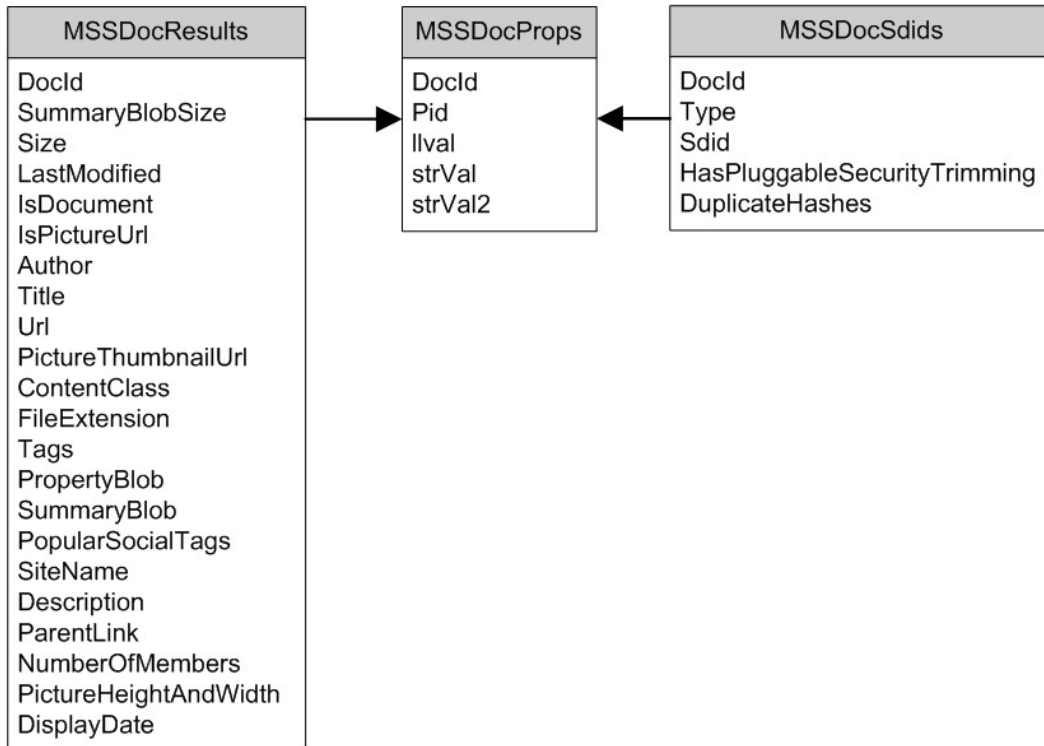 MSSDocResults
DocId
SummaryBlobSize
Size
LastModified
IsDocument
IsPictureUrl
Author
Title
Url
PictureThumbnailUrl
ContentClass
FileExtension
Tags
PropertyBlob
SummaryBlob
PopularSocialTags
SiteName
Description
ParentLink
NumberOfMembers
PictureHeightAndWidth
DisplayDate
MSSDocProps
DocId
Pid
llval
strVal
strVal2
MSSDocSdids
DocId
Type
Sdid
HasPluggableSecurityTrimming
DuplicateHashes